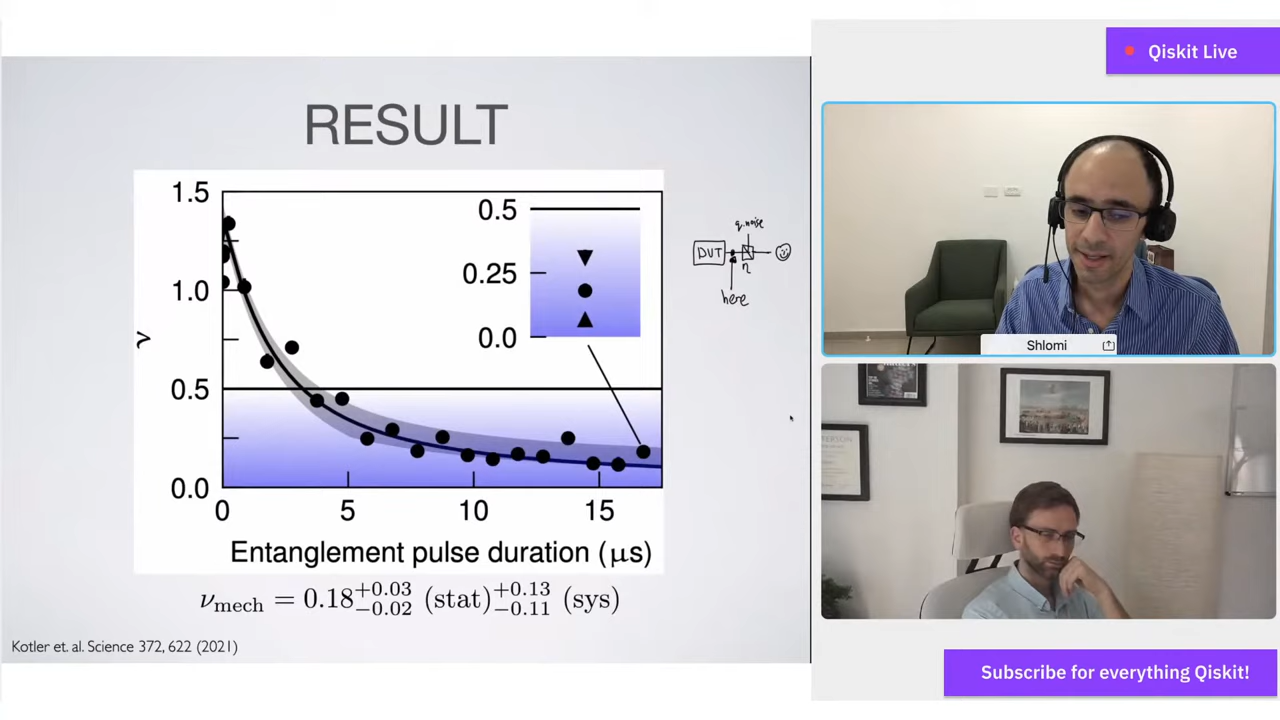 Qiskit Live
RESULT
1.5
1.0
0.5
0.0
ν
0.5
0.25
0.0
0
5
10
15
Entanglement pulse duration (μs)
q.noise
DUT
η
here
ν_mech = 0.18 +0.03 −0.02 (stat) +0.13 −0.11 (sys)
Kotler et. al. Science 372, 622 (2021)
Shlomi
Subscribe for everything Qiskit!